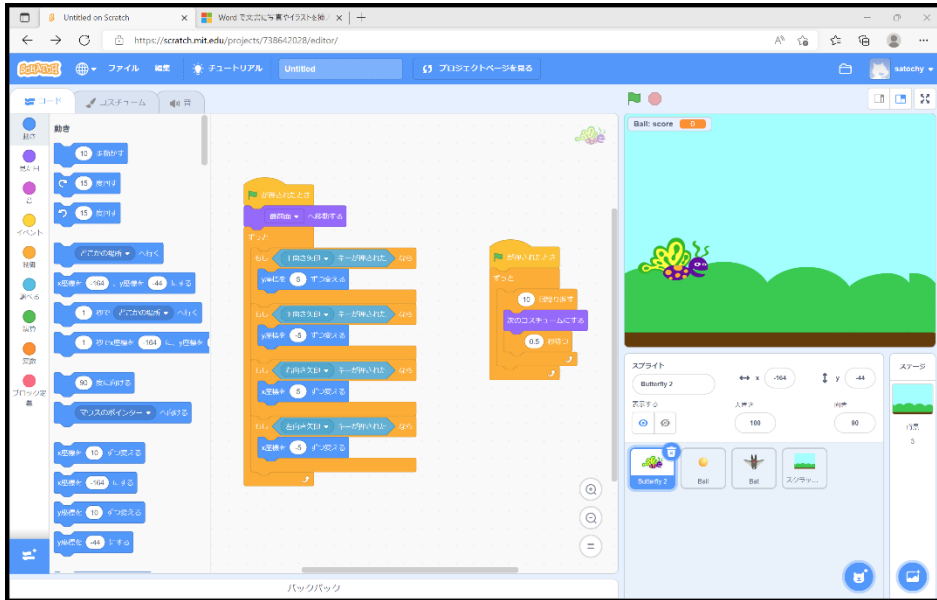 Untitled on Scratch
Word で文書に写真やイラストを挿入
https://scratch.mit.edu/projects/738642028/editor/
SCRATCH
ファイル
編集
チュートリアル
Untitled
プロジェクトページを見る
satochy
コード
コスチューム
音
動き
動き
見た目
音
イベント
制御
調べる
演算
変数
ブロック定義
10 歩動かす
15 度回す
15 度回す
どこかの場所 へ行く
x座標を -164 、y座標を -44 にする
1 秒で どこかの場所 へ行く
1 秒でx座標を -164 に、y座標を
90 度に向ける
マウスのポインター へ向ける
x座標を 10 ずつ変える
x座標を -164 にする
y座標を 10 ずつ変える
y座標を -44 にする
が押されたとき
最前面 へ移動する
ずっと
もし 上向き矢印 キーが押された なら
y座標を 5 ずつ変える
もし 下向き矢印 キーが押された なら
y座標を -5 ずつ変える
もし 右向き矢印 キーが押された なら
x座標を 5 ずつ変える
もし 左向き矢印 キーが押された なら
x座標を -5 ずつ変える
が押されたとき
ずっと
10 回繰り返す
次のコスチュームにする
0.5 秒待つ
Ball: score 0
スプライト
Butterfly 2
x -164
y -44
表示する
大きさ
100
向き
90
Butterfly 2
Ball
Bat
スクラッ...
ステージ
背景
3
バックパック